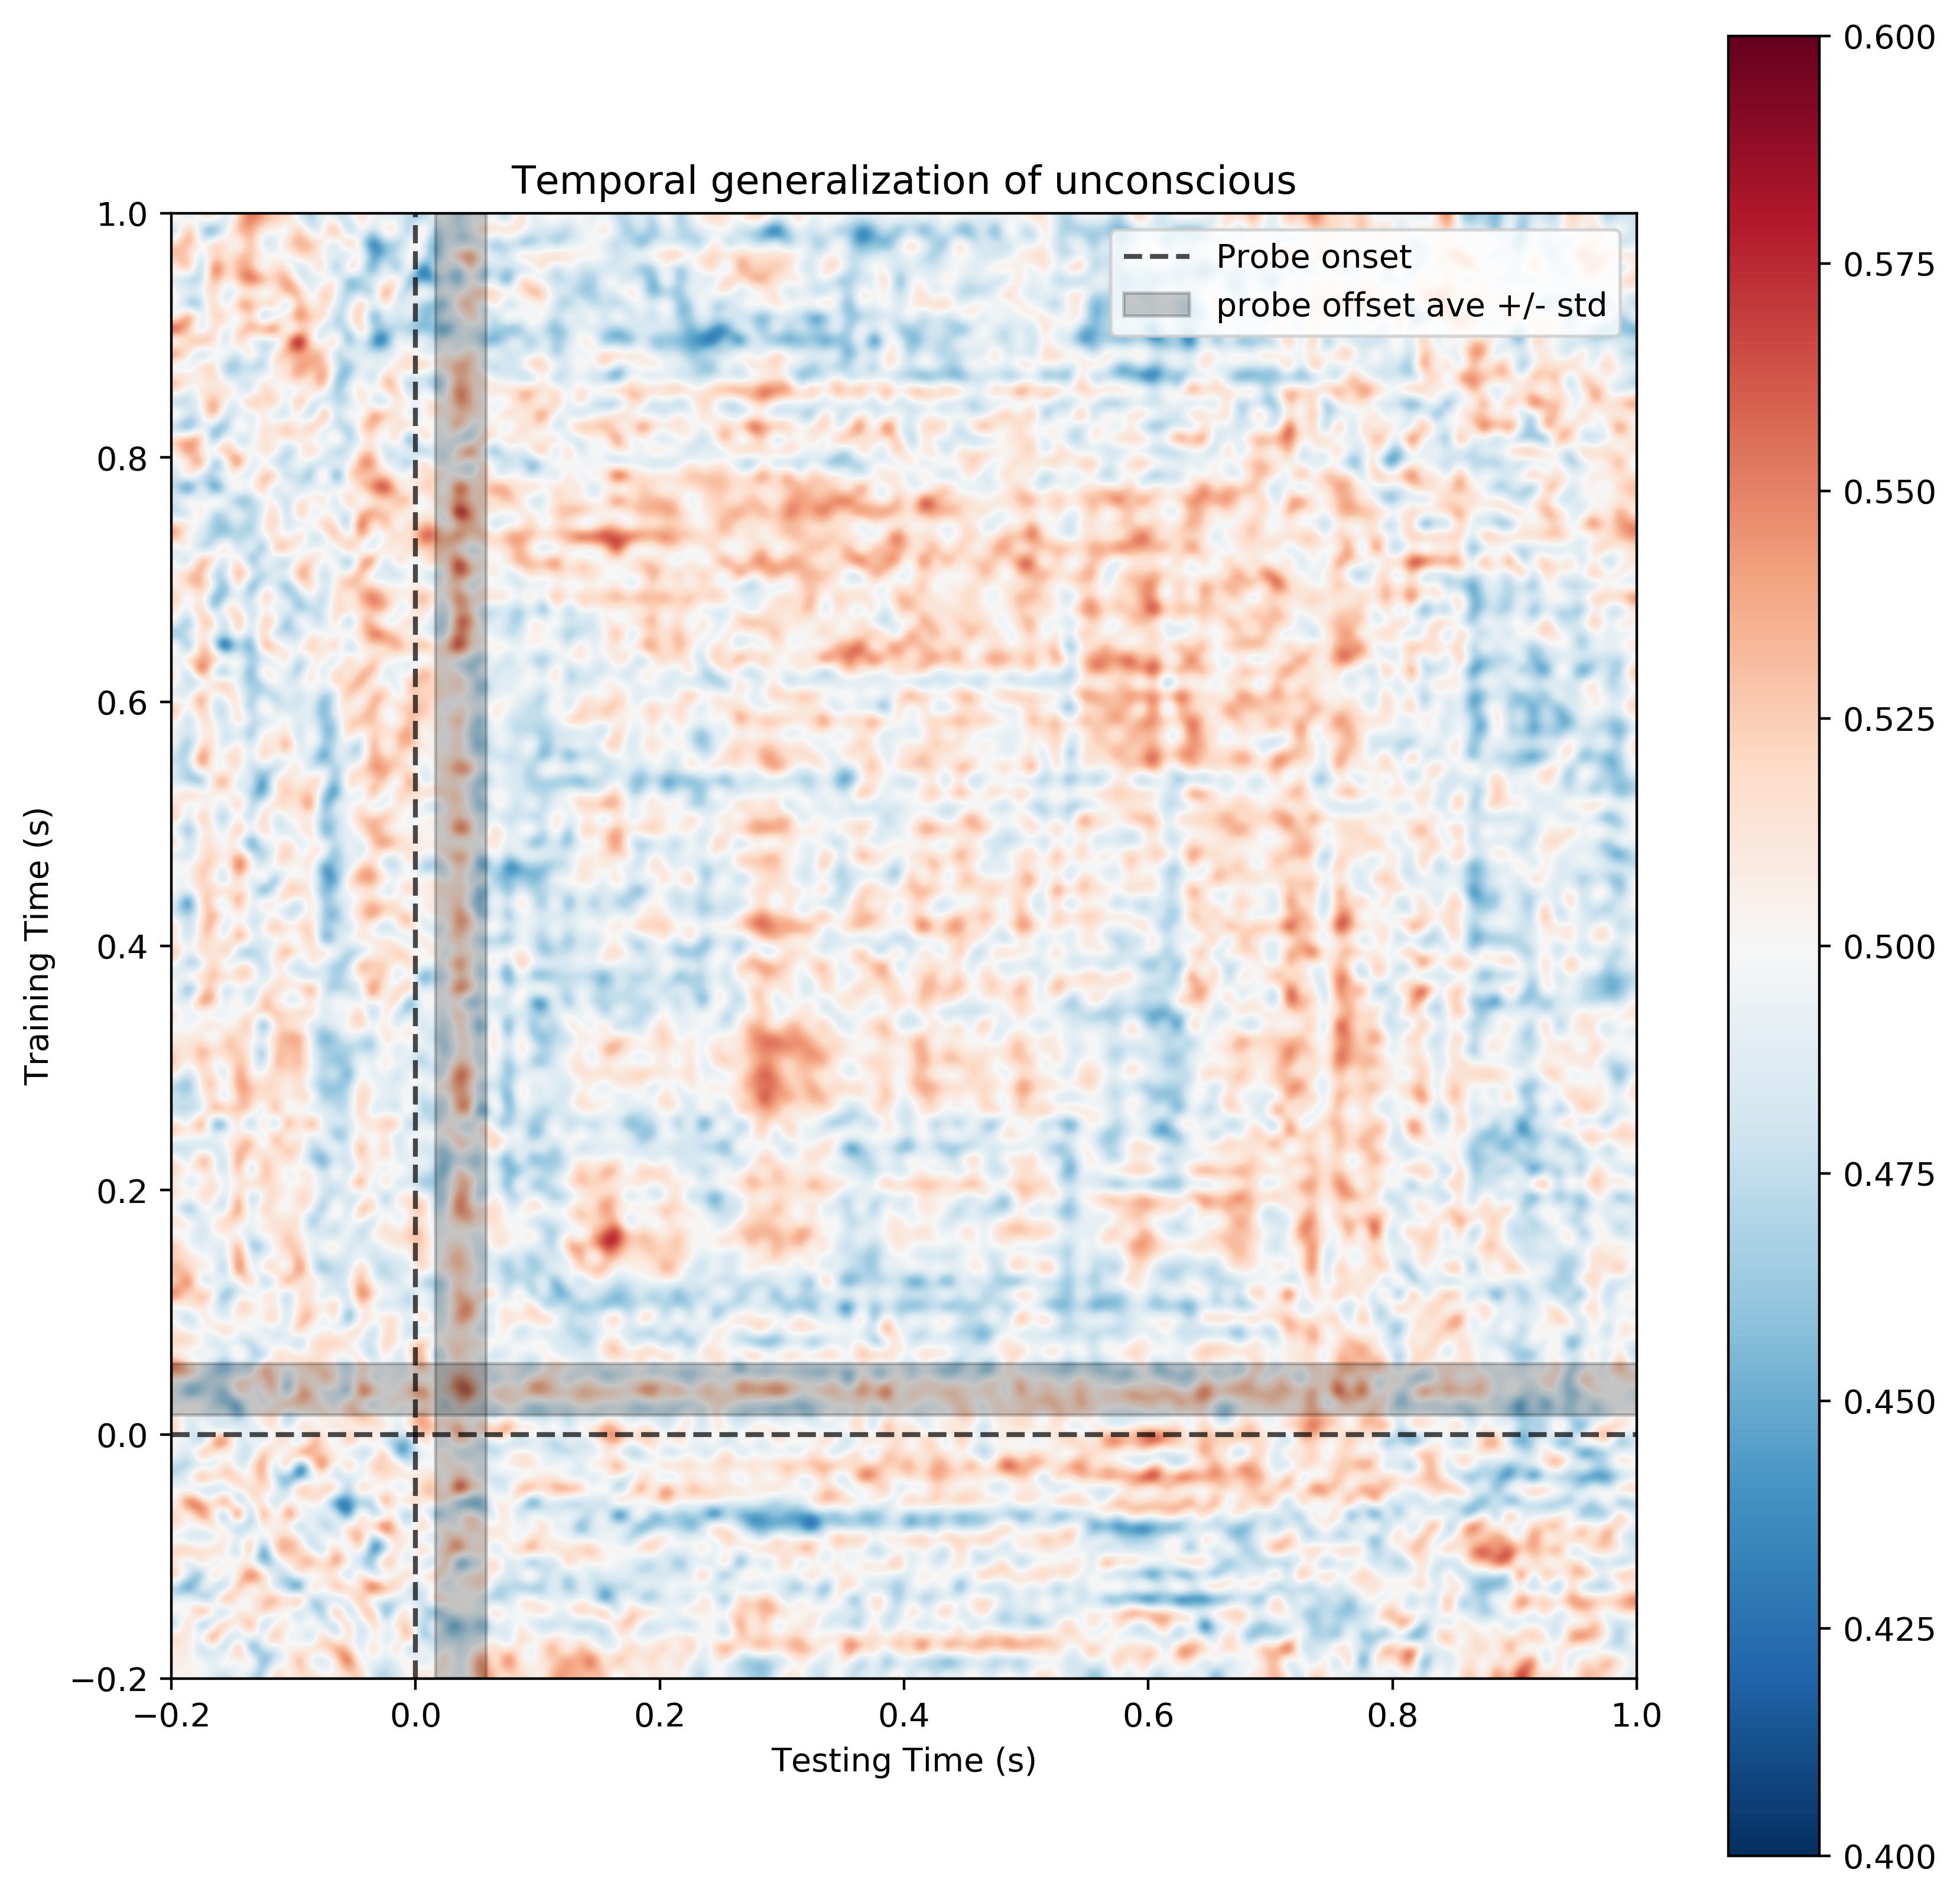 Temporal generalization of unconscious
Probe onset
probe offset ave +/- std
Training Time (s)
1.0
0.8
0.6
0.4
0.2
0.0
−0.2
−0.2 0.0 0.2 0.4 0.6 0.8 1.0
Testing Time (s)
0.600
0.575
0.550
0.525
0.500
0.475
0.450
0.425
0.400